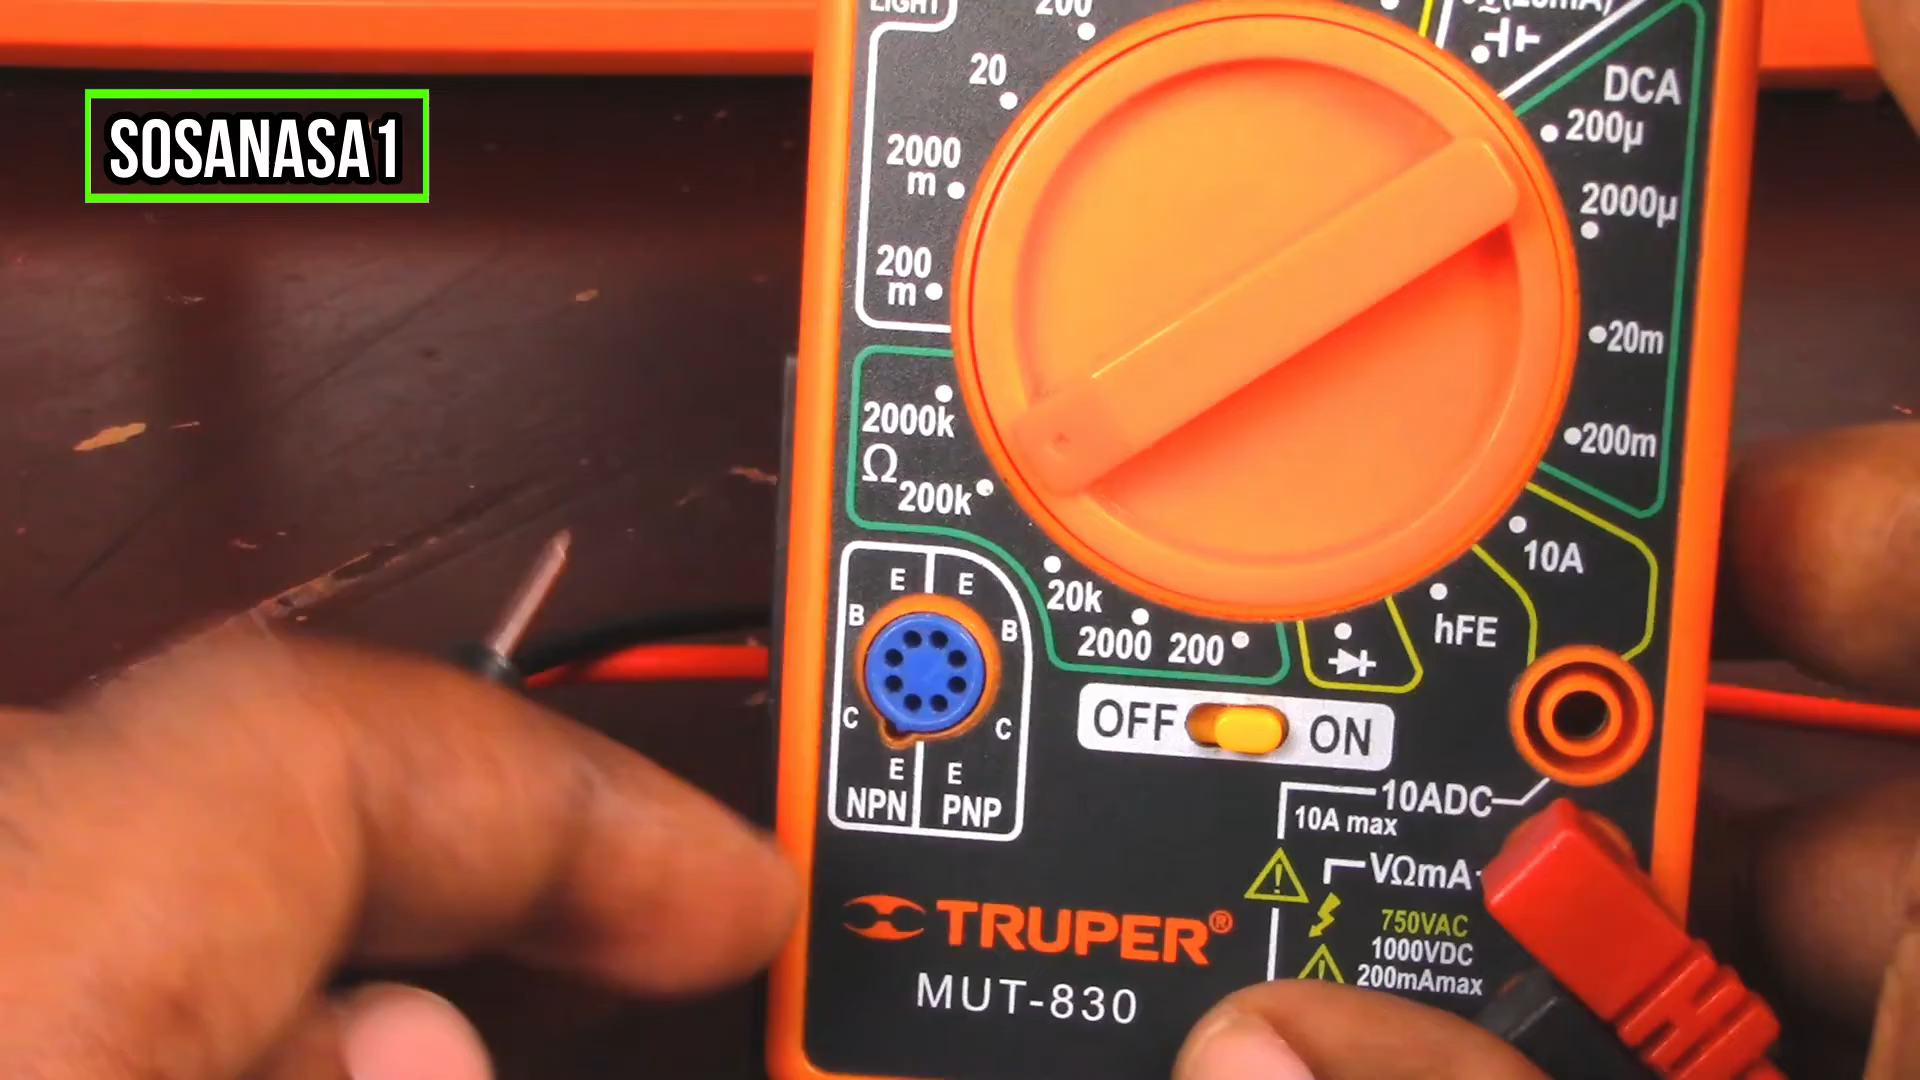 SOSANASA1
LIGHT
200
20
2000
m
200
m
DCA
200µ
2000µ
20m
200m
2000k
Ω
200k
20k
2000 200
10A
hFE
E E
B B
C C
E E
NPN PNP
OFF ON
10ADC
10A max
VΩmA
750VAC
1000VDC
200mAmax
TRUPER®
MUT-830